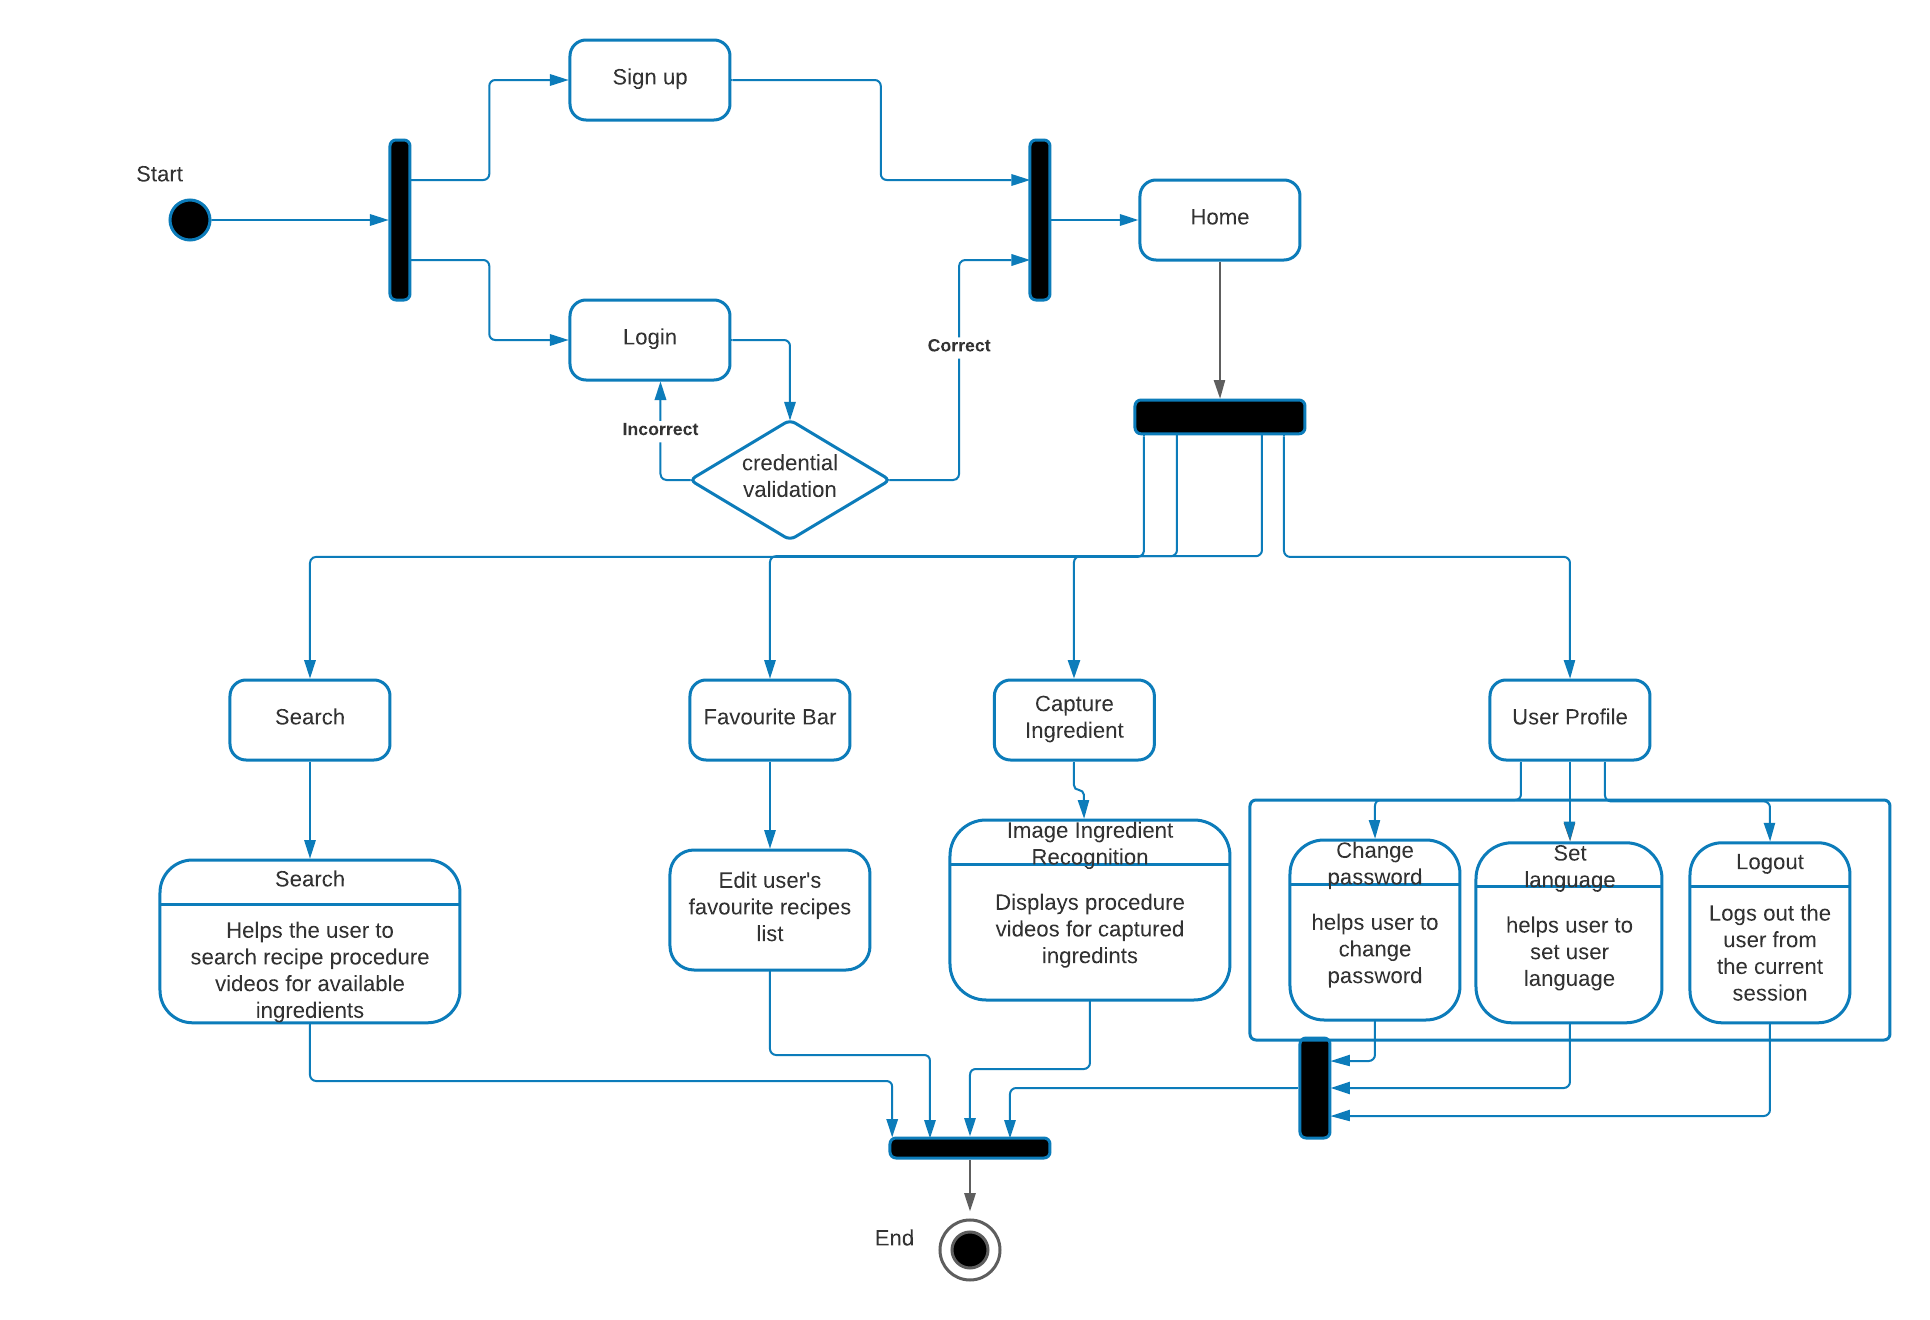 Sign up
Start
Home
Login
Correct
Incorrect
credential
validation
Search
Favourite Bar
Capture
Ingredient
User Profile
Search
Helps the user to
search recipe procedure
videos for available
ingredients
Edit user's
favourite recipes
list
Image Ingredient
Recognition
Displays procedure
videos for captured
ingredints
Change
password
helps user to
change
password
Set
language
helps user to
set user
language
Logout
Logs out the
user from
the current
session
End